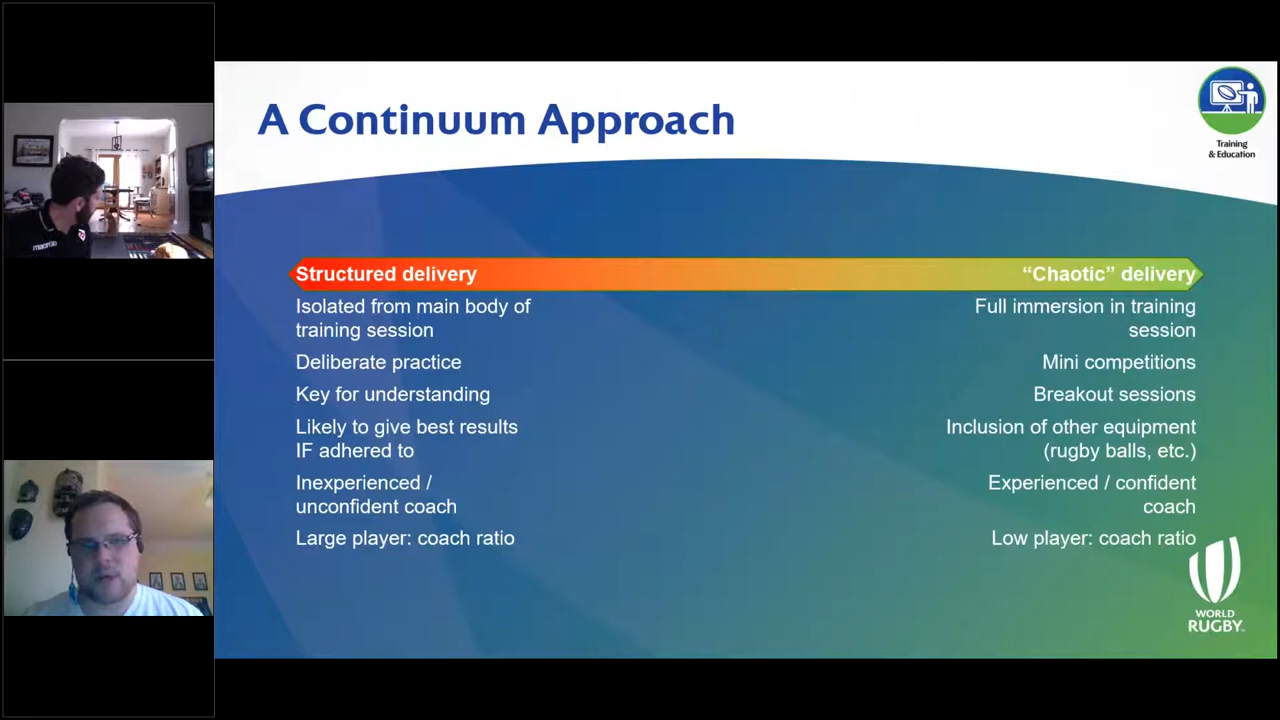 A Continuum Approach
Training
& Education
Structured delivery
“Chaotic” delivery
Isolated from main body of
training session
Full immersion in training
session
Deliberate practice
Mini competitions
Key for understanding
Breakout sessions
Likely to give best results
IF adhered to
Inclusion of other equipment
(rugby balls, etc.)
Inexperienced /
unconfident coach
Experienced / confident
coach
Large player: coach ratio
Low player: coach ratio
WORLD
RUGBY
macron